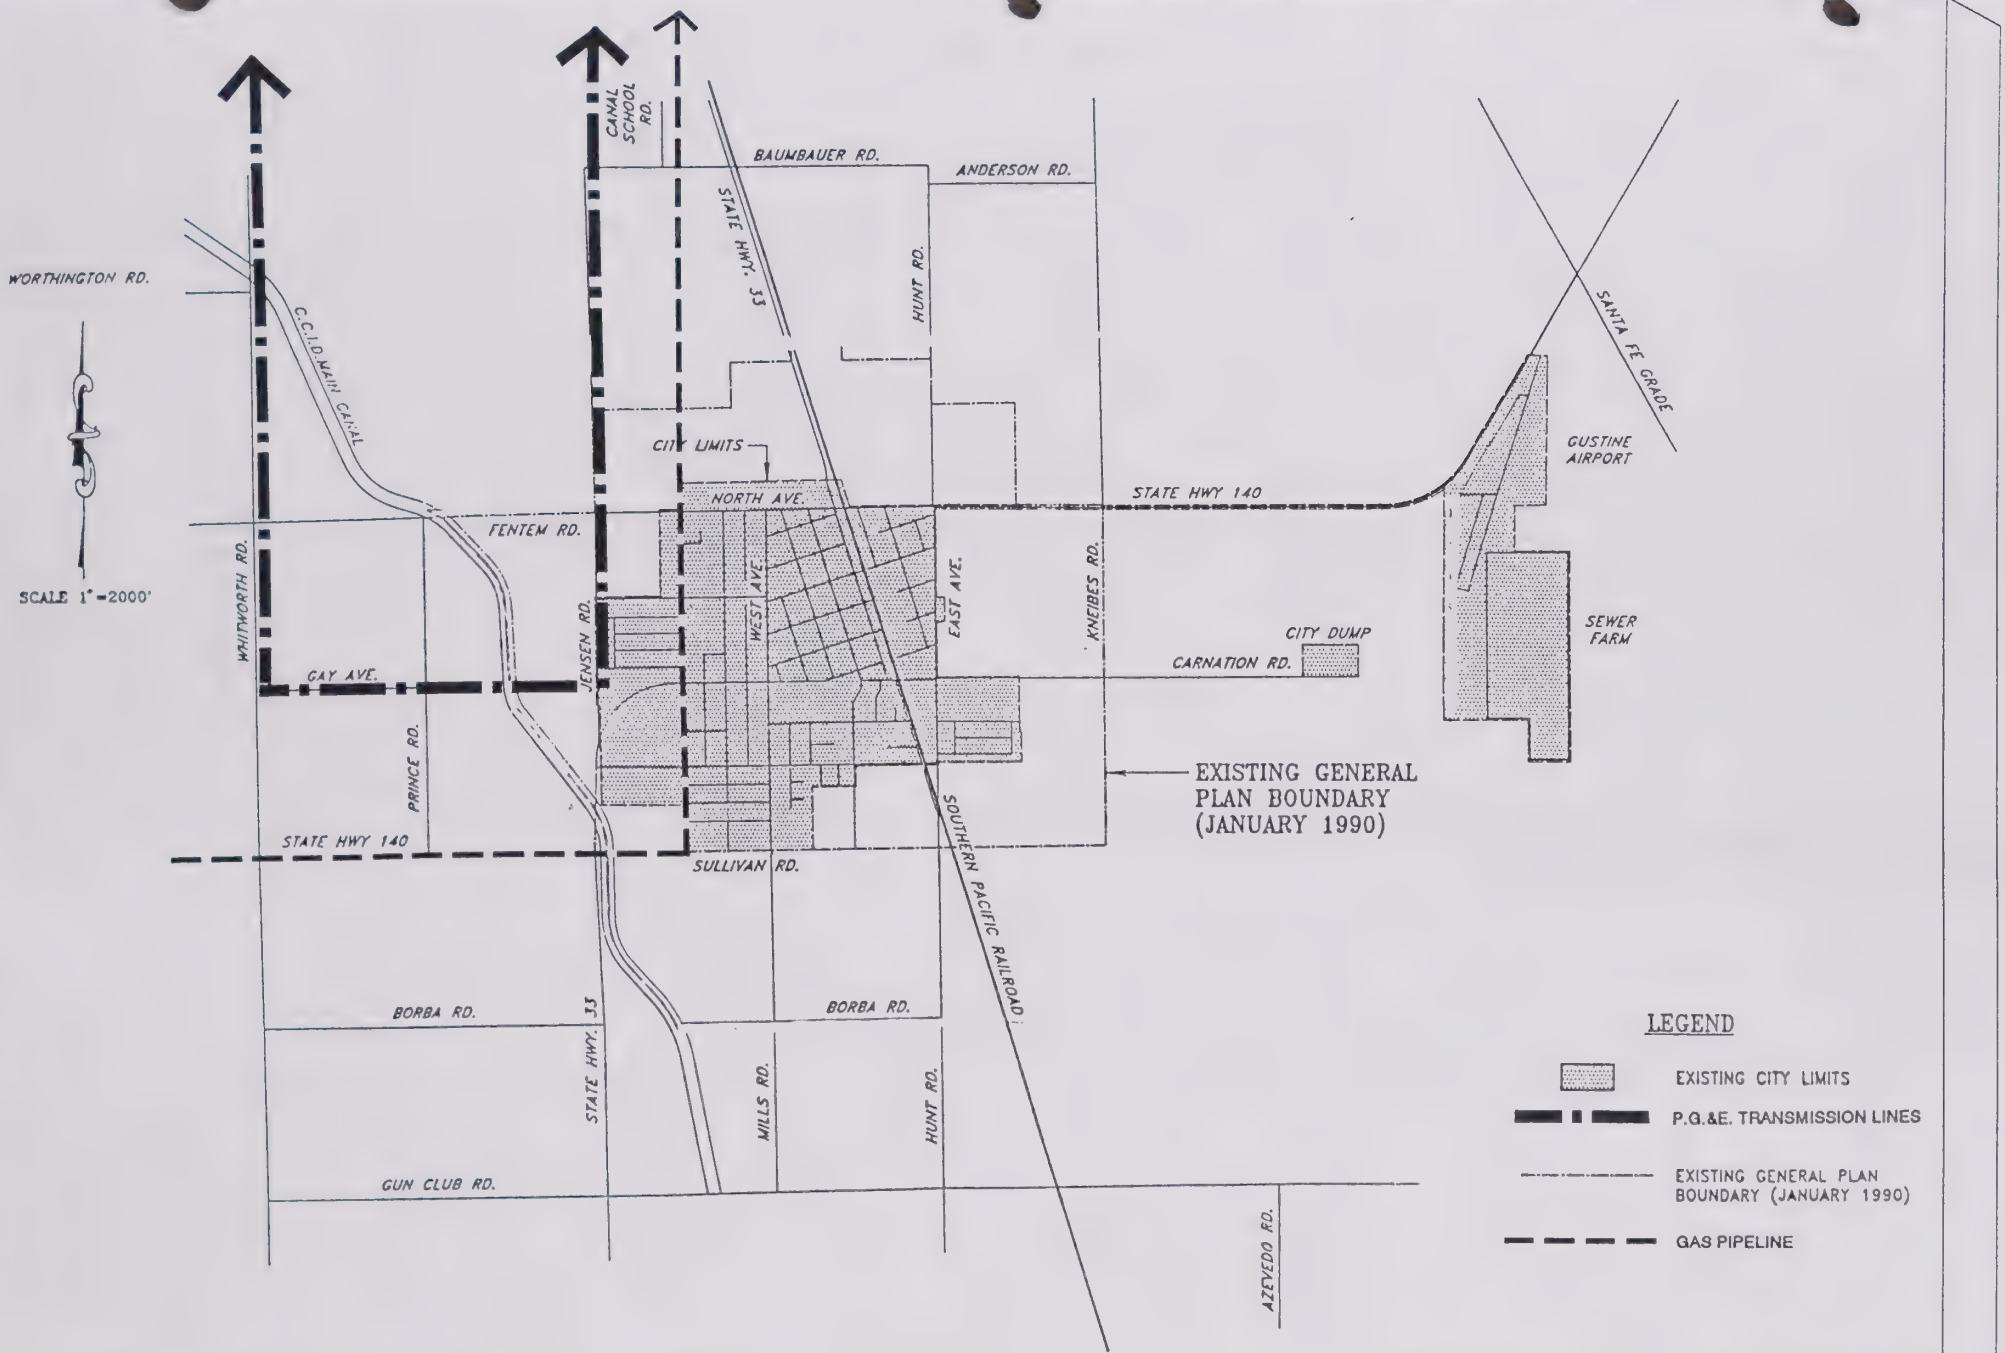 CANAL
SCHOOL
RD.
BAUMBAUER RD.
ANDERSON RD.
STATE HWY. 33
HUNT RD.
WORTHINGTON RD.
C.C.I.D. MAIN CANAL
SANTA FE GRADE
CITY LIMITS
GUSTINE
AIRPORT
NORTH AVE.
STATE HWY 140
FENTEM RD.
WHITWORTH RD.
SCALE 1"=2000'
JENSEN RD.
WEST AVE.
EAST AVE.
KNEIBES RD.
CITY DUMP
SEWER
FARM
CARNATION RD.
GAY AVE.
PRINCE RD.
EXISTING GENERAL
PLAN BOUNDARY
(JANUARY 1990)
STATE HWY 140
SULLIVAN RD.
SOUTHERN PACIFIC RAILROAD
BORBA RD.
BORBA RD.
STATE HWY. 33
MILLS RD.
HUNT RD.
GUN CLUB RD.
AZEVEDO RD.
LEGEND
EXISTING CITY LIMITS
P.G.&E. TRANSMISSION LINES
EXISTING GENERAL PLAN
BOUNDARY (JANUARY 1990)
GAS PIPELINE